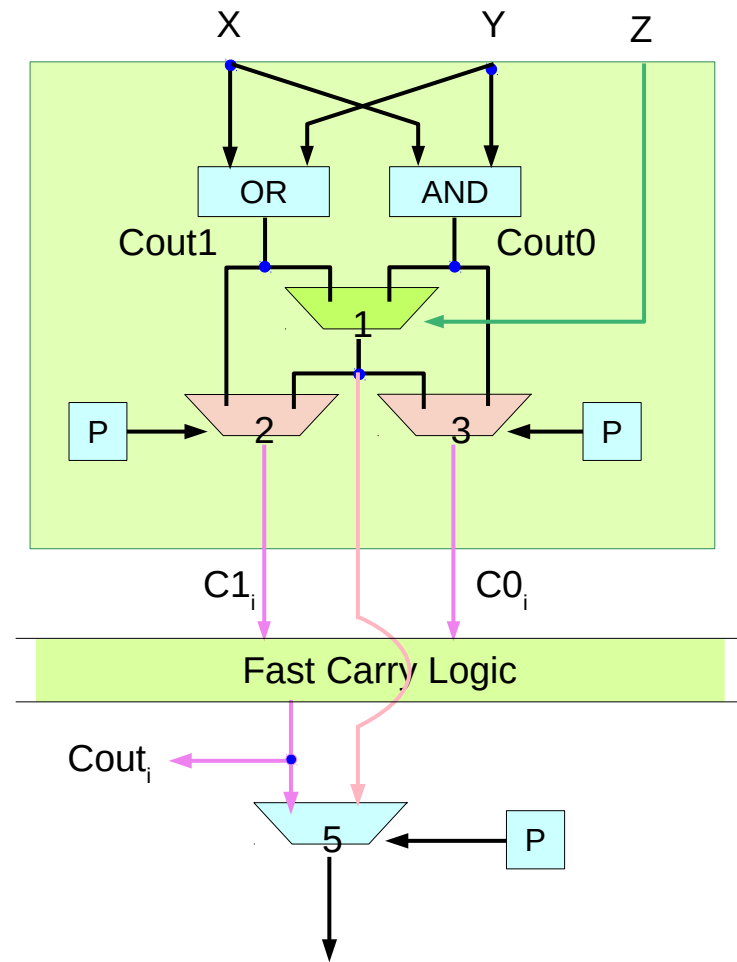 X
Y
Z
OR
AND
Cout1
Cout0
1
P
2
3
P
C1i
C0i
Fast Carry Logic
Couti
5
P